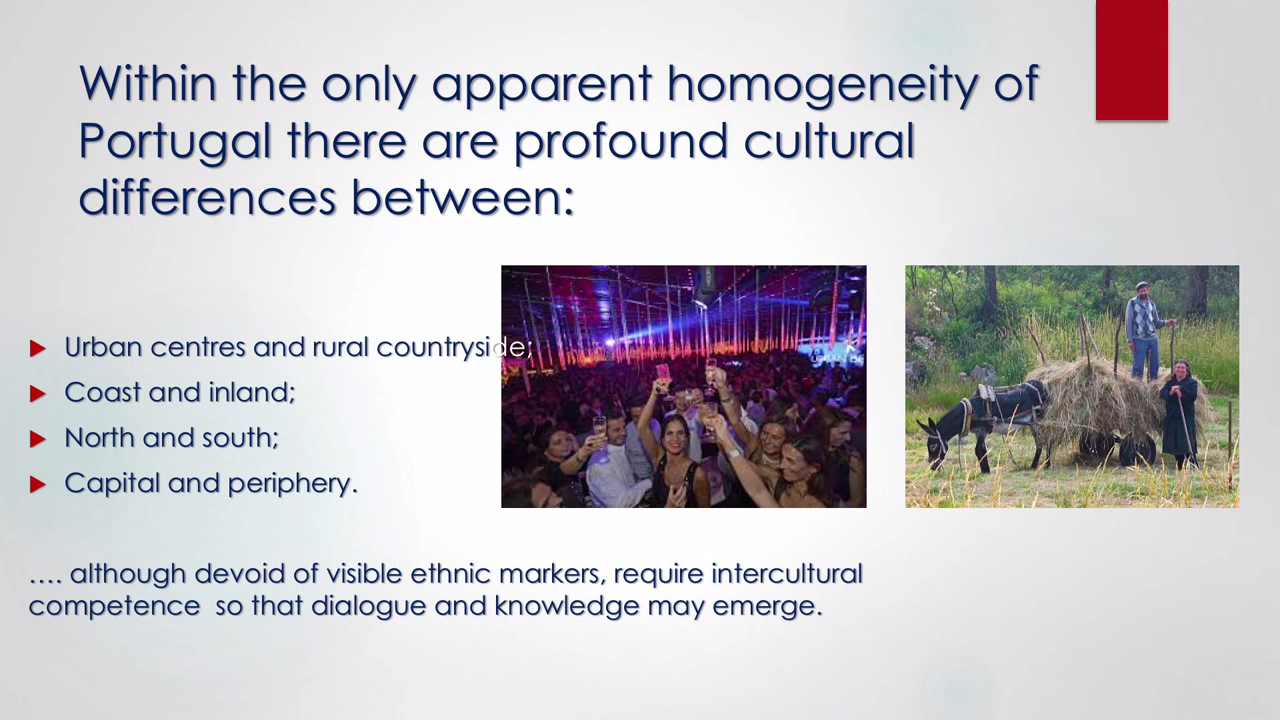 Within the only apparent homogeneity of
Portugal there are profound cultural
differences between:
Urban centres and rural countryside;
Coast and inland;
North and south;
Capital and periphery.
…. although devoid of visible ethnic markers, require intercultural
competence  so that dialogue and knowledge may emerge.